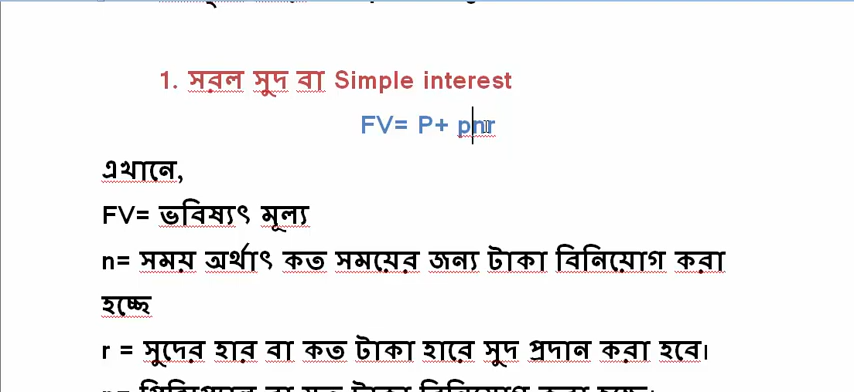 1. সরল সুদ বা Simple interest
FV= P+ pnr
এখানে,
FV= ভবিষ্যৎ মূল্য
n= সময় অর্থাৎ কত সময়ের জন্য টাকা বিনিয়োগ করা
হচ্ছে
r = সুদের হার বা কত টাকা হারে সুদ প্রদান করা হবে।